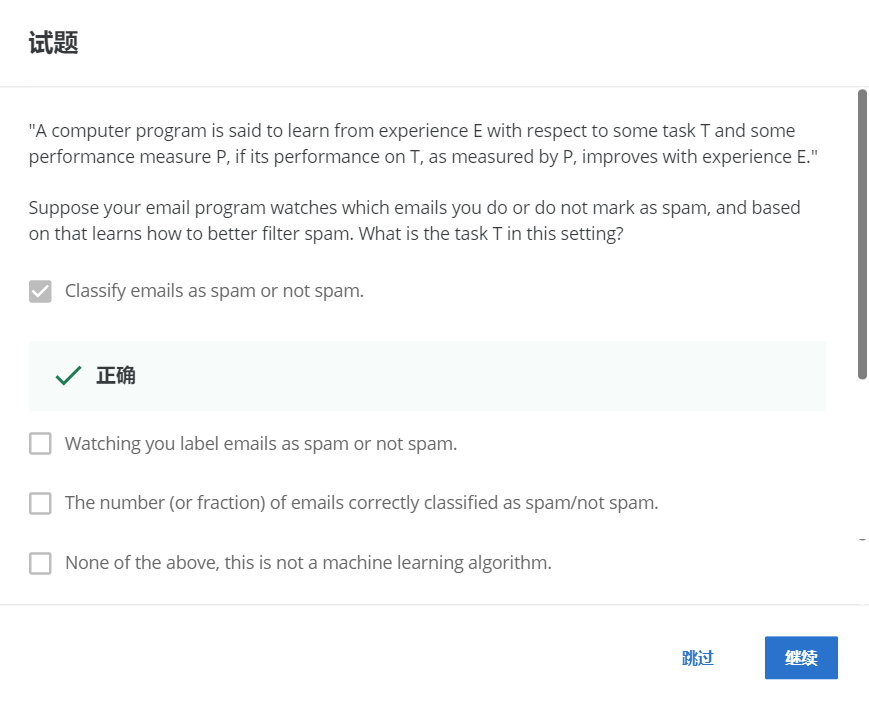 试题
"A computer program is said to learn from experience E with respect to some task T and some
performance measure P, if its performance on T, as measured by P, improves with experience E."
Suppose your email program watches which emails you do or do not mark as spam, and based
on that learns how to better filter spam. What is the task T in this setting?
Classify emails as spam or not spam.
正确
Watching you label emails as spam or not spam.
The number (or fraction) of emails correctly classified as spam/not spam.
None of the above, this is not a machine learning algorithm.
跳过
继续